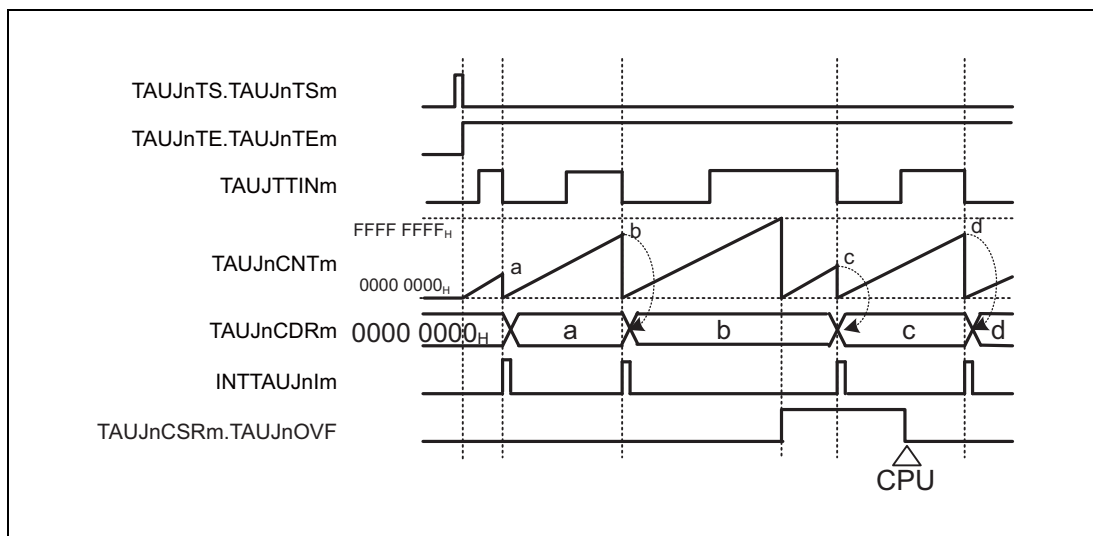 TAUJnTS.TAUJnTSm
TAUJnTE.TAUJnTEm
TAUJTTINm
FFFF FFFFH
TAUJnCNTm
0000 0000H
a
b
c
d
TAUJnCDRm
0000 0000H
a
b
c
d
INTTAUJnIm
TAUJnCSRm.TAUJnOVF
CPU